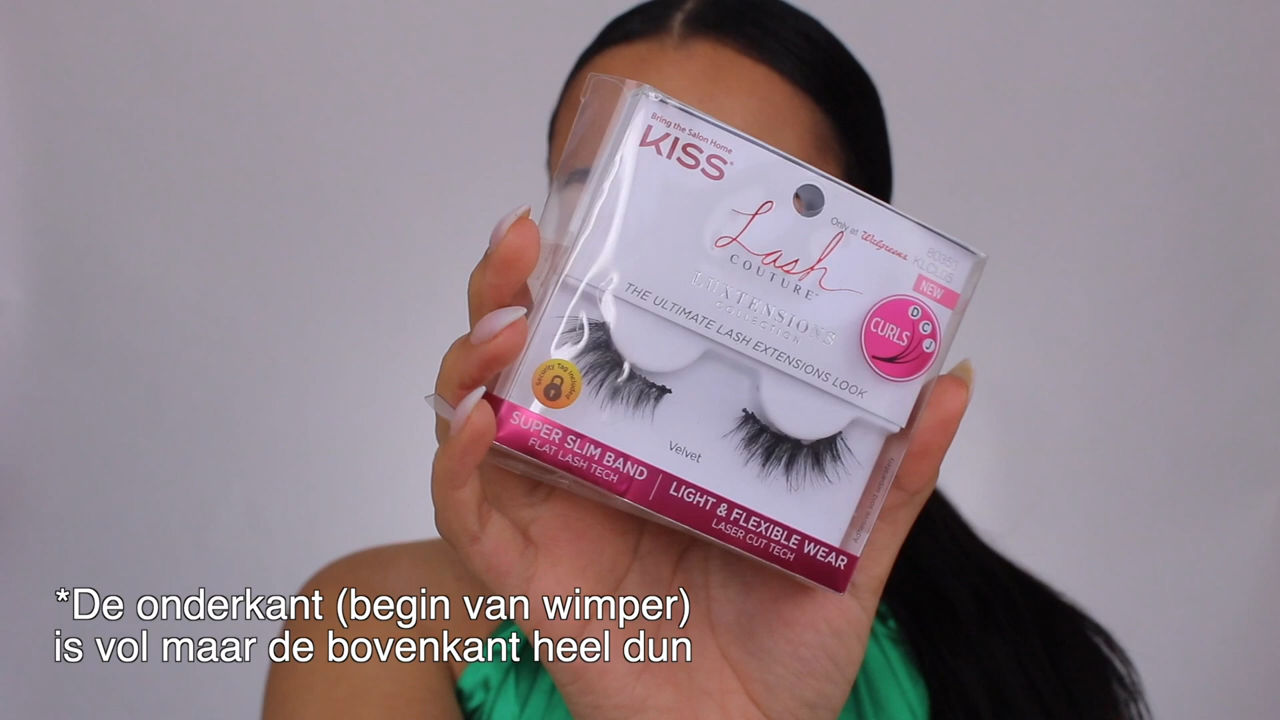 Bring the Salon Home
KISS
Only at Walgreens
80353
KLCL05
Lash
COUTURE
LUXTENSIONS
COLLECTION
THE ULTIMATE LASH EXTENSIONS LOOK
NEW
CURLS
D
C
J
Security Tag Included
Velvet
SUPER SLIM BAND
FLAT LASH TECH
LIGHT & FLEXIBLE WEAR
LASER CUT TECH
*De onderkant (begin van wimper)
is vol maar de bovenkant heel dun